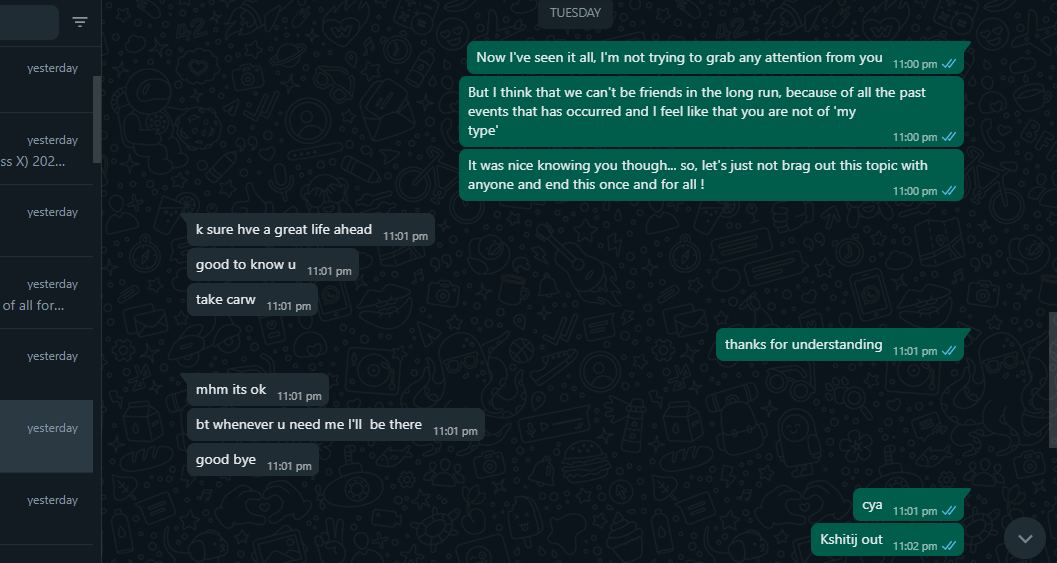 TUESDAY
yesterday
yesterday
ss X) 202...
yesterday
yesterday
of all for...
yesterday
yesterday
yesterday
Now I've seen it all, I'm not trying to grab any attention from you 11:00 pm
But I think that we can't be friends in the long run, because of all the past
events that has occurred and I feel like that you are not of 'my
type' 11:00 pm
It was nice knowing you though... so, let's just not brag out this topic with
anyone and end this once and for all ! 11:00 pm
k sure hve a great life ahead 11:01 pm
good to know u 11:01 pm
take carw 11:01 pm
thanks for understanding 11:01 pm
mhm its ok 11:01 pm
bt whenever u need me I'll  be there 11:01 pm
good bye 11:01 pm
cya 11:01 pm
Kshitij out 11:02 pm